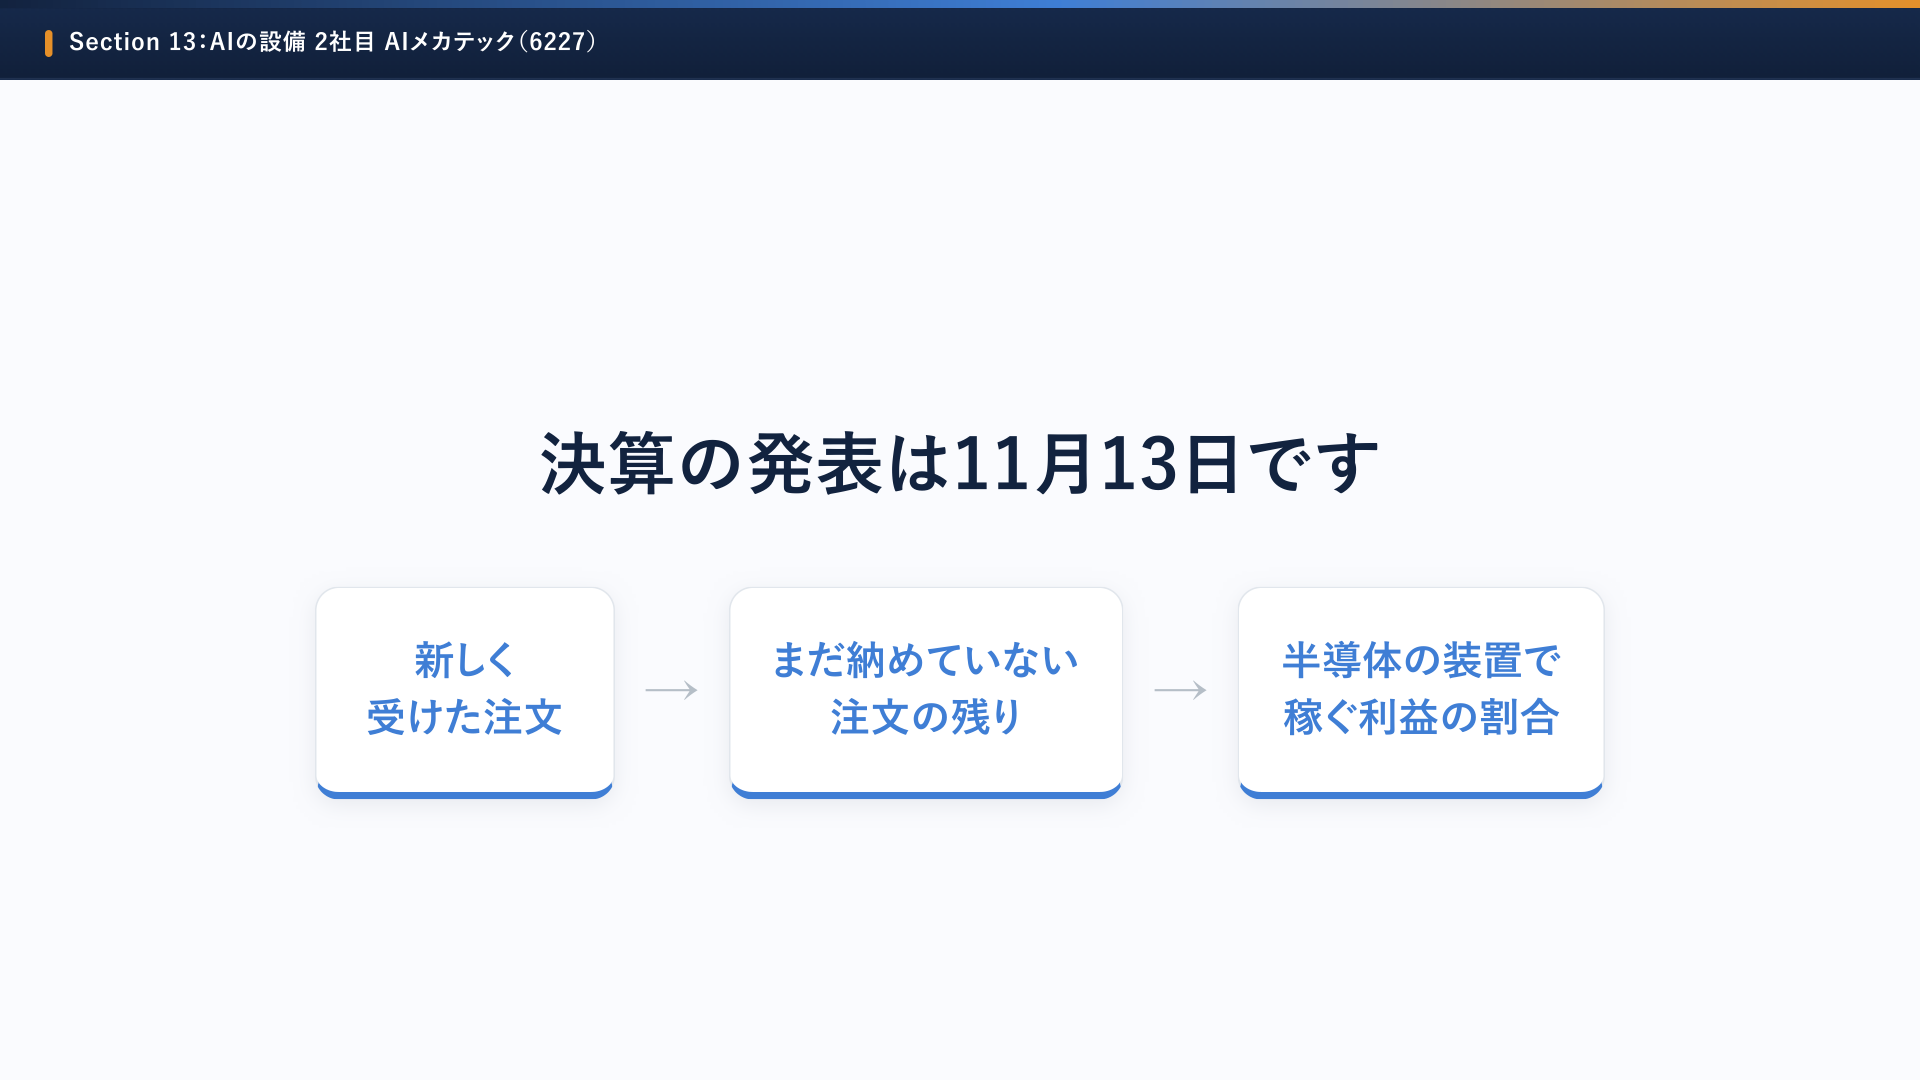 Section 13：AIの設備 2社目 AIメカテック（6227）
決算の発表は11月13日です
新しく
受けた注文
→
まだ納めていない
注文の残り
→
半導体の装置で
稼ぐ利益の割合